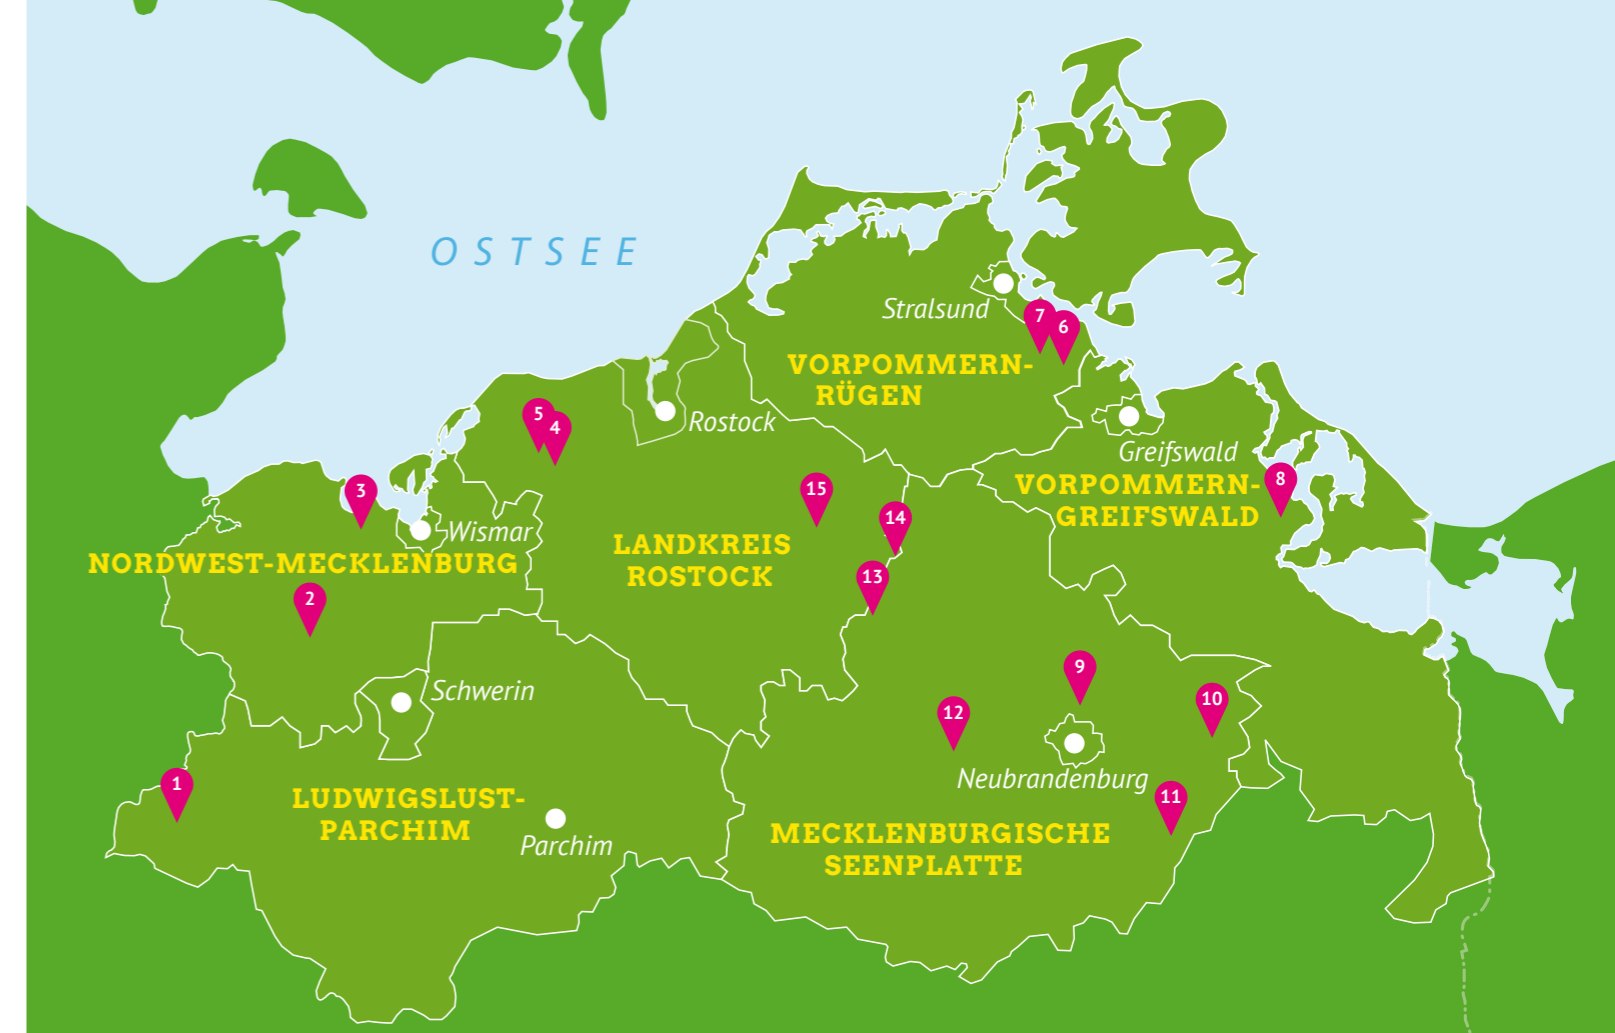 OSTSEE
Stralsund
7
6
VORPOMMERN-
RÜGEN
5
4
Rostock
Greifswald
VORPOMMERN-
GREIFSWALD
8
3
Wismar
15
14
LANDKREIS
ROSTOCK
13
NORDWEST-MECKLENBURG
2
9
Schwerin
12
10
Neubrandenburg
1
LUDWIGSLUST-
PARCHIM
Parchim
11
MECKLENBURGISCHE
SEENPLATTE